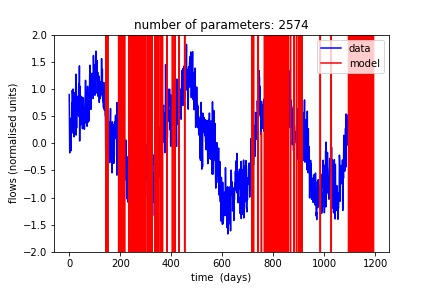 number of parameters: 2574
data
model
flows (normalised units)
2.0
1.5
1.0
0.5
0.0
−0.5
−1.0
−1.5
−2.0
0 200 400 600 800 1000 1200
time (days)